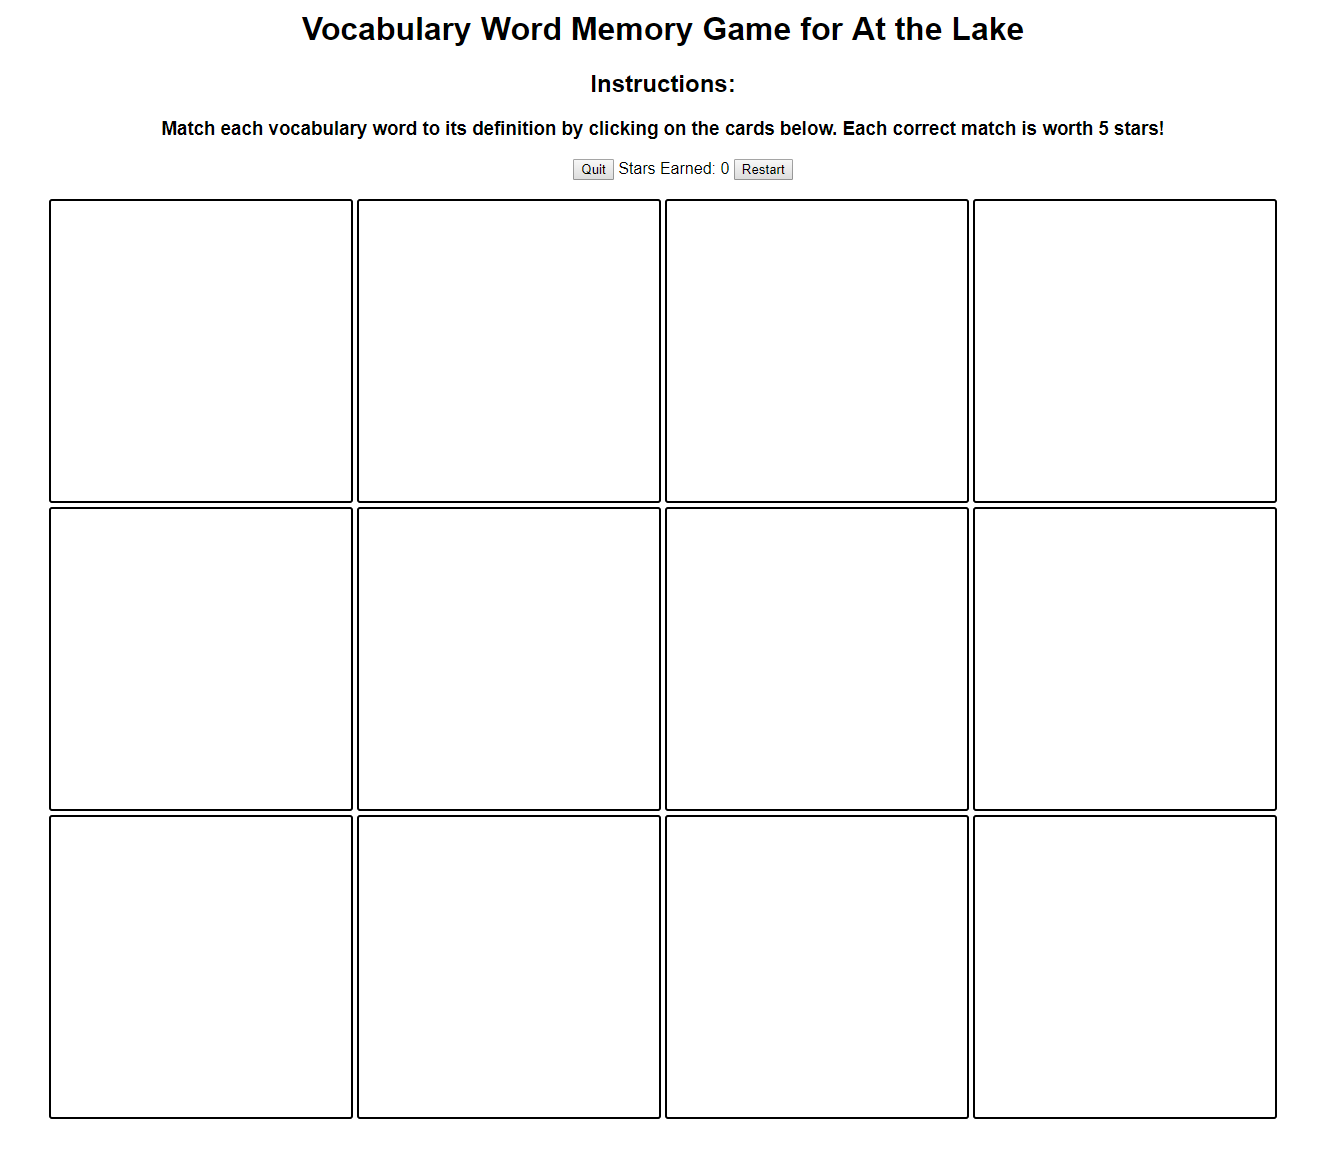 Vocabulary Word Memory Game for At the Lake
Instructions:
Match each vocabulary word to its definition by clicking on the cards below. Each correct match is worth 5 stars!
Quit Stars Earned: 0 Restart